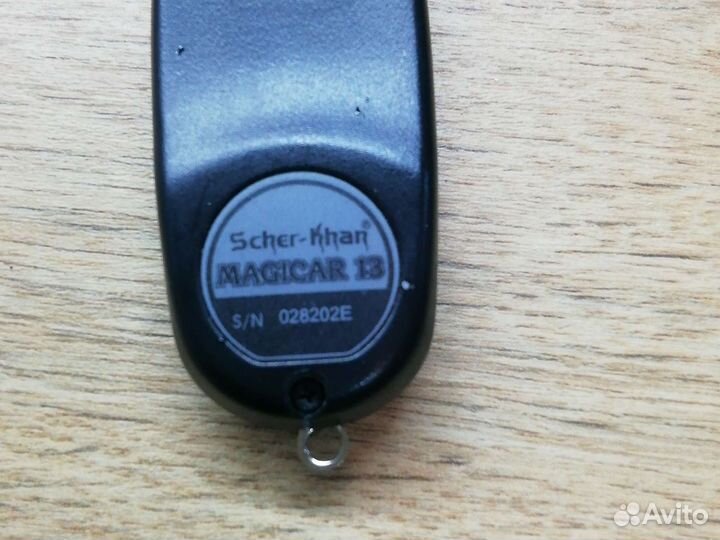 Scher-Khan®
MAGICAR 13
S/N 028202E
Avito